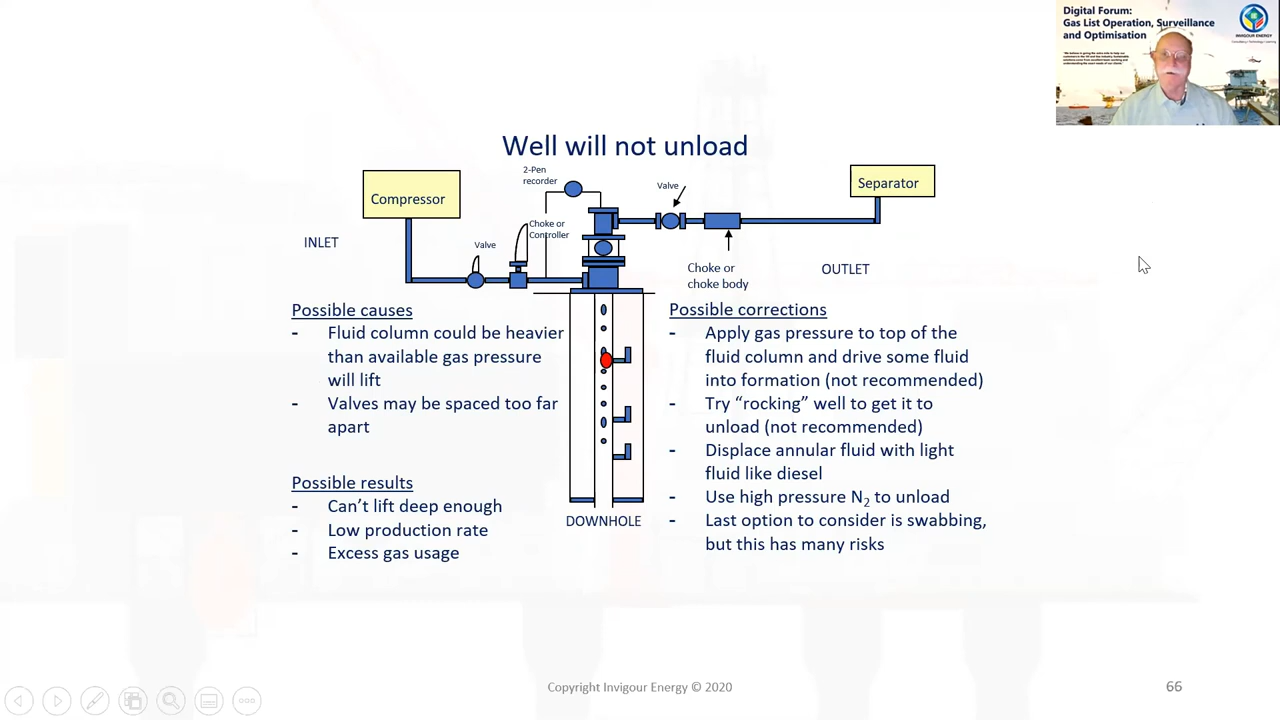 Digital Forum:
Gas List Operation, Surveillance
and Optimisation
INVIGOUR ENERGY
Well will not unload
2-Pen
recorder
Compressor
Valve
Separator
Choke or
Controller
INLET
Valve
Choke or
choke body
OUTLET
Possible causes
- Fluid column could be heavier
than available gas pressure
will lift
- Valves may be spaced too far
apart
Possible results
- Can't lift deep enough
- Low production rate
- Excess gas usage
DOWNHOLE
Possible corrections
- Apply gas pressure to top of the
fluid column and drive some fluid
into formation (not recommended)
- Try “rocking” well to get it to
unload (not recommended)
- Displace annular fluid with light
fluid like diesel
- Use high pressure N2 to unload
- Last option to consider is swabbing,
but this has many risks
Copyright Invigour Energy © 2020
66